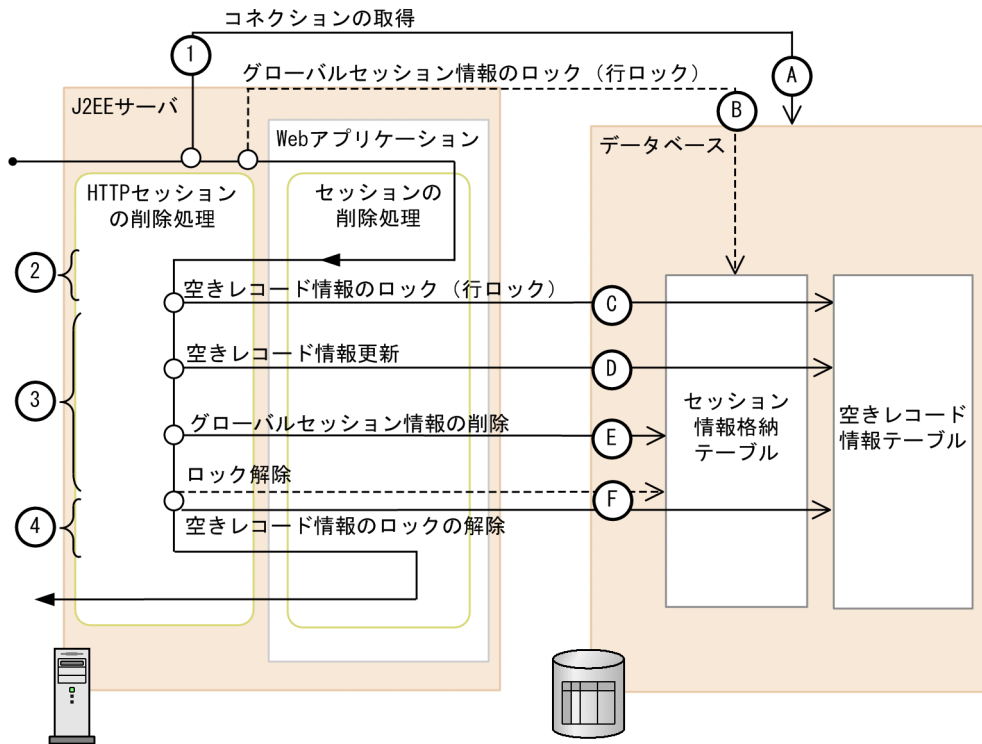 コネクションの取得
1
グローバルセッション情報のロック（行ロック）
A
B
J2EEサーバ
Webアプリケーション
データベース
HTTPセッション
の削除処理
セッションの
削除処理
2
空きレコード情報のロック（行ロック）
C
空きレコード情報更新
D
3
セッション
情報格納
テーブル
空きレコード
情報テーブル
グローバルセッション情報の削除
E
ロック解除
F
4
空きレコード情報のロックの解除